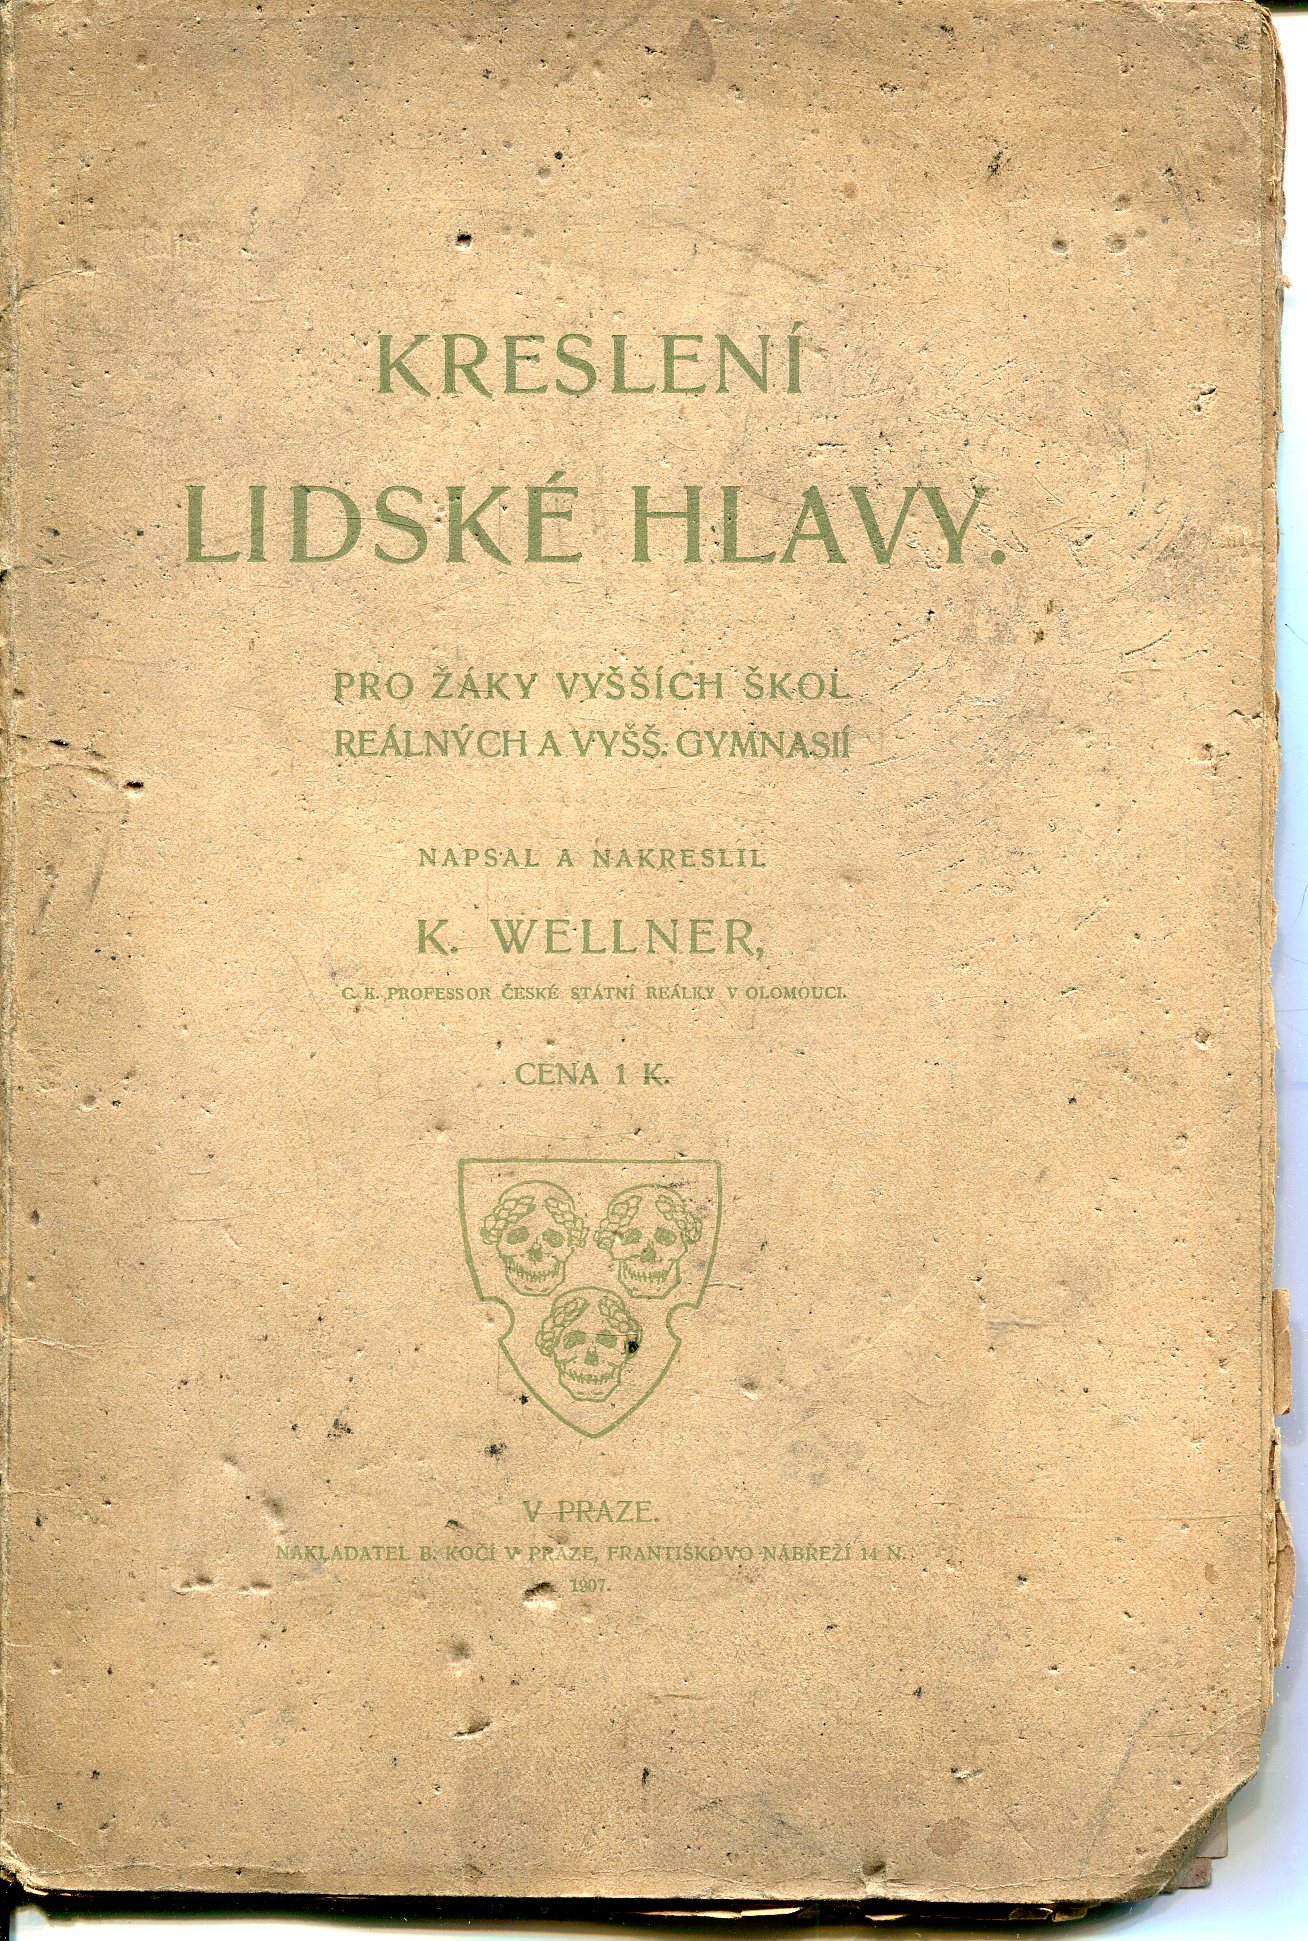 KRESLENÍ
LIDSKÉ HLAVY.
PRO ŽÁKY VYŠŠÍCH ŠKOL
REÁLNÝCH A VYŠŠ. GYMNASIÍ
NAPSAL A NAKRESLIL
K. WELLNER,
C. K. PROFESSOR ČESKÉ STÁTNÍ REÁLKY V OLOMOUCI.
CENA 1 K.
V PRAZE.
NAKLADATEL B. KOČÍ V PRAZE, FRANTIŠKOVO NÁBŘEŽÍ 14 N.
1907.